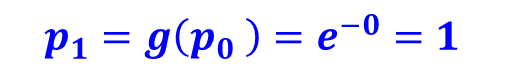 p₁ = g(p₀ ) = e⁻⁰ = 1